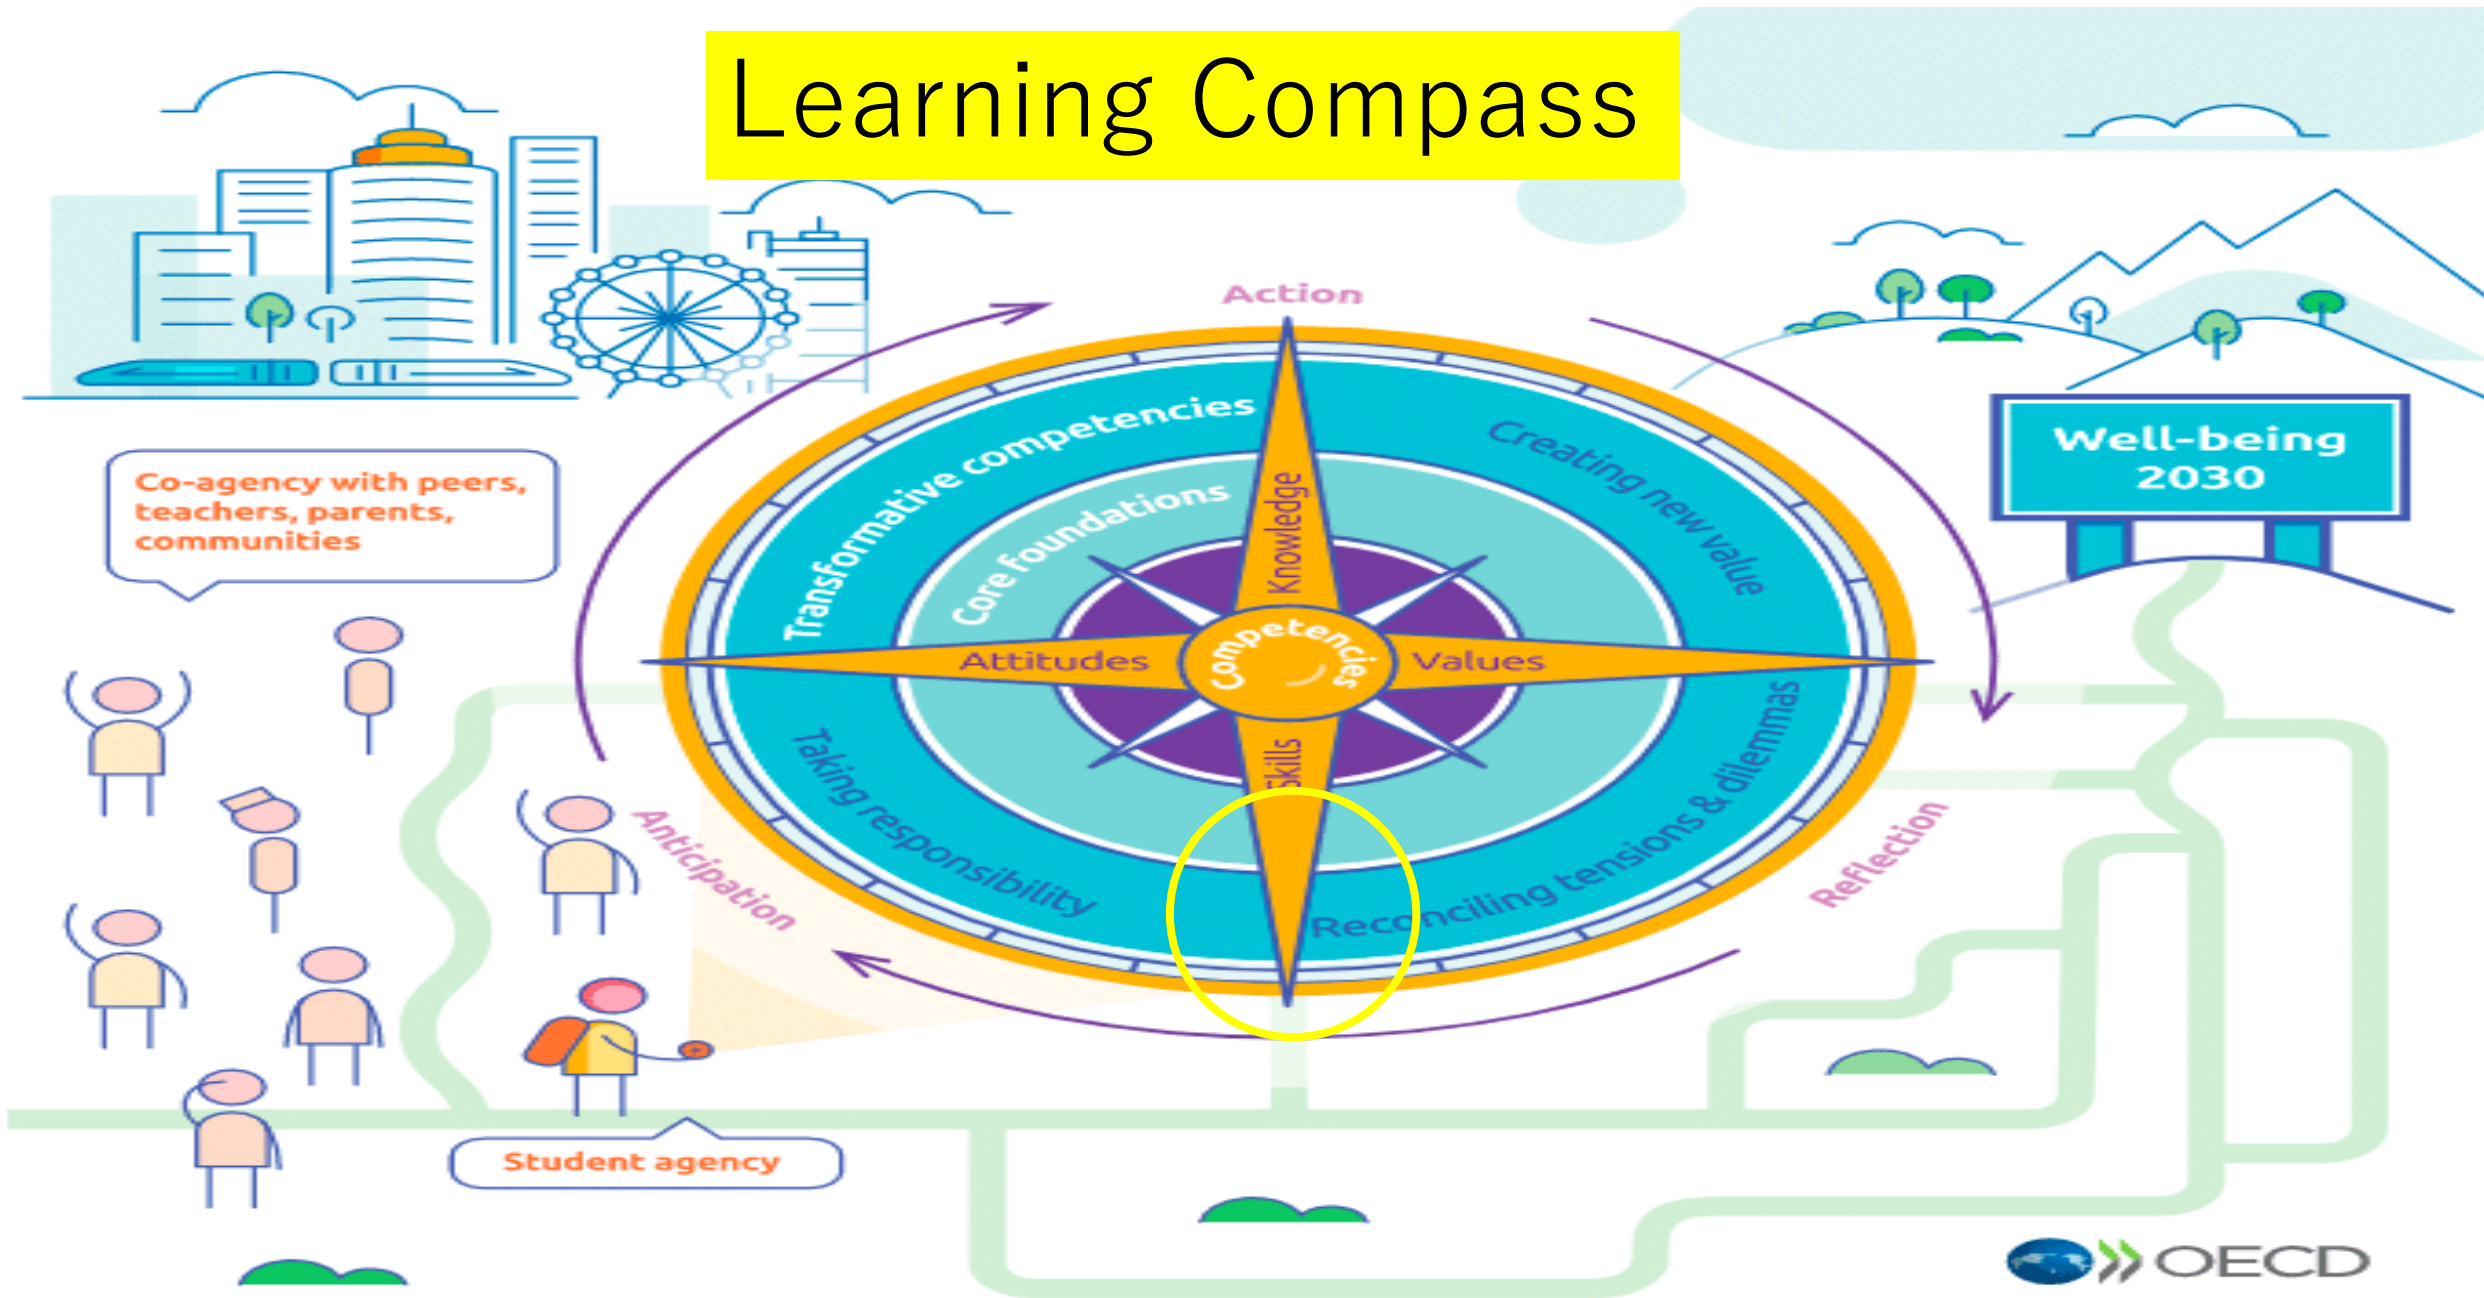 Learning Compass
Action
Well-being
2030
Co-agency with peers,
teachers, parents,
communities
Transformative competencies
Creating new value
Core foundations
Knowledge
Attitudes
Competencies
Values
Skills
Taking responsibility
Reconciling tensions & dilemmas
Anticipation
Reflection
Student agency
OECD